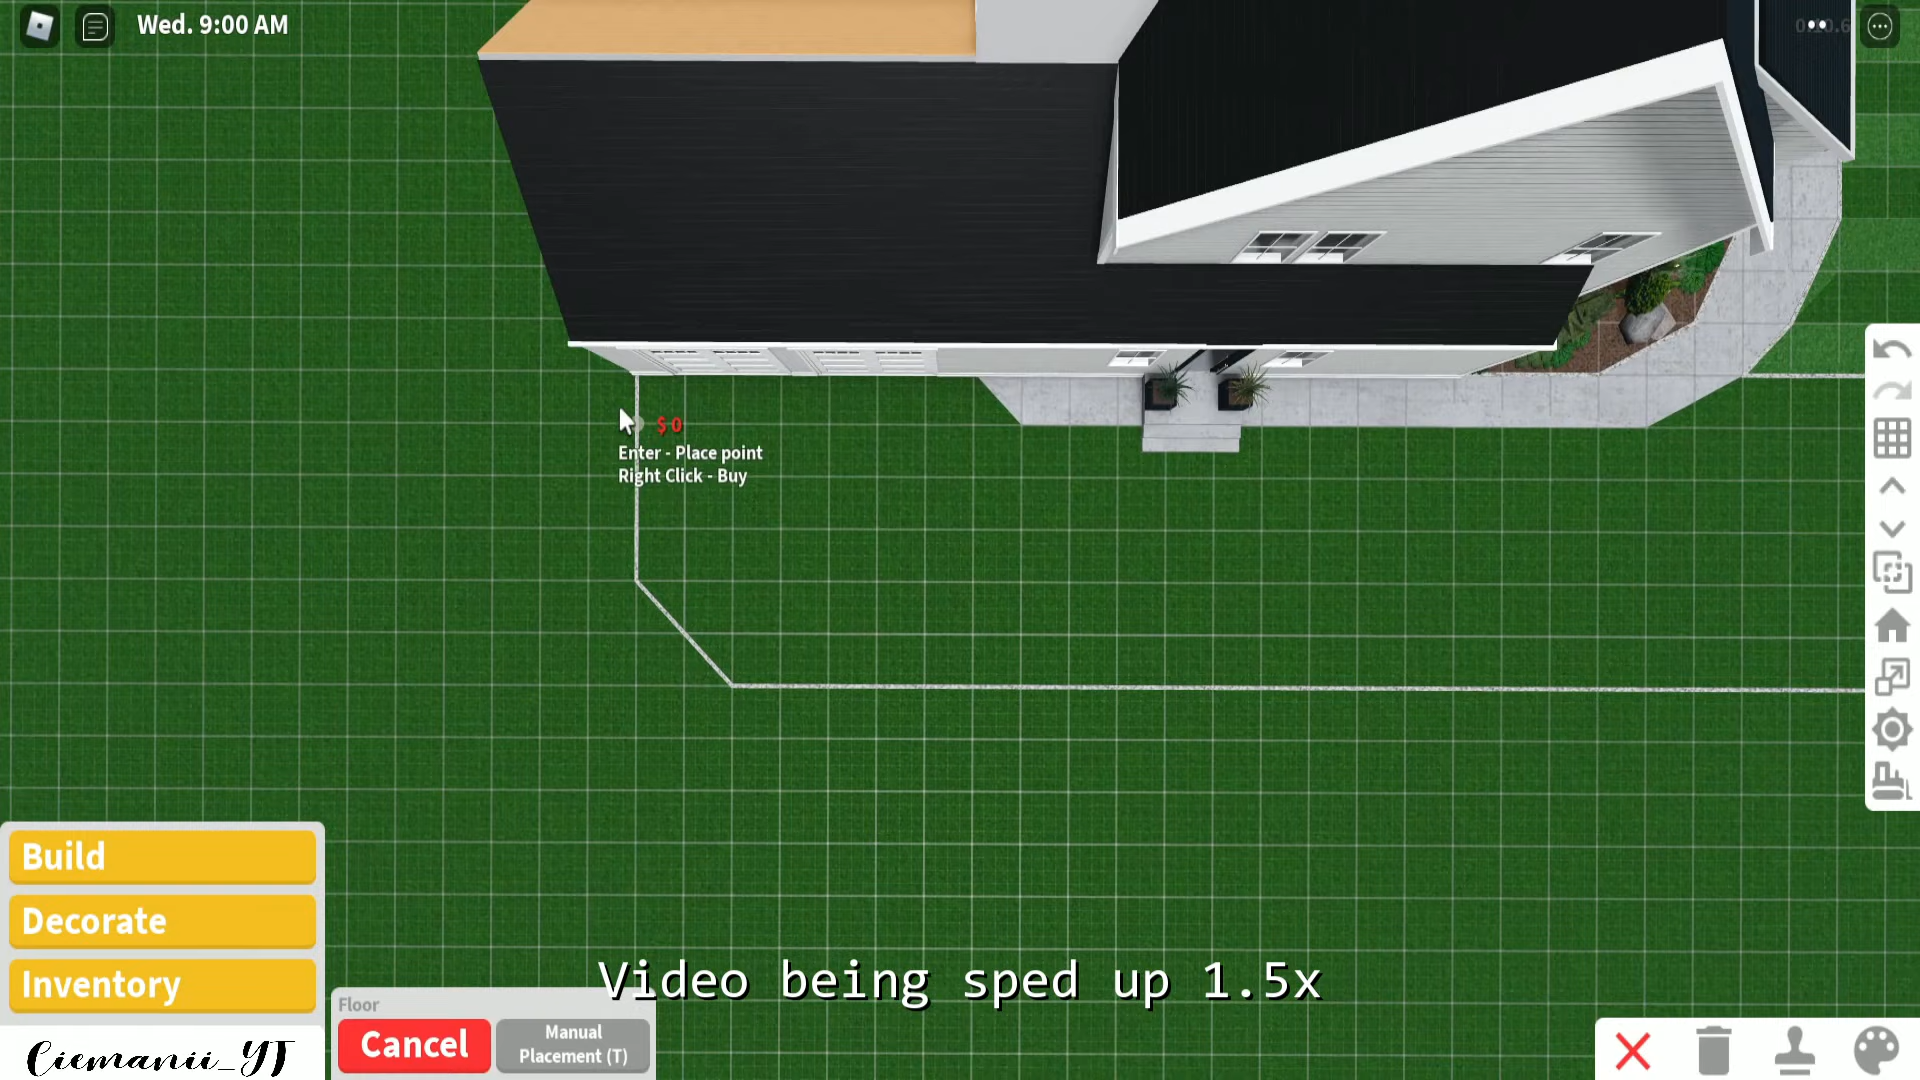 Wed. 9:00 AM
$ 0
Enter - Place point
Right Click - Buy
Build
Decorate
Inventory
Video being sped up 1.5x
Floor
Cancel
Manual
Placement (T)
Ciemanii_YT